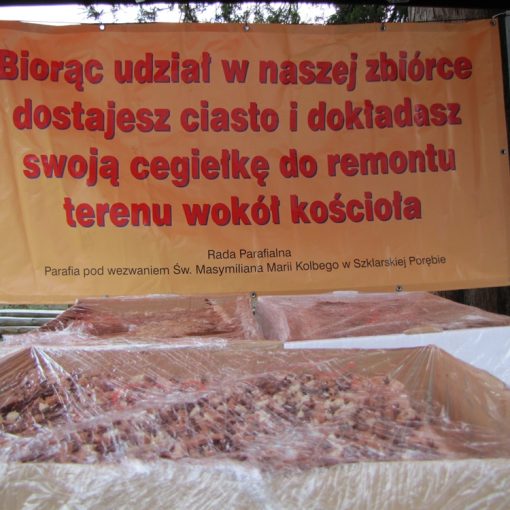 Biorąc udział w naszej zbiórce
dostajesz ciasto i dokładasz
swoją cegiełkę do remontu
terenu wokół kościoła
Rada Parafialna
Parafia pod wezwaniem Św. Masymiliana Marii Kolbego w Szklarskiej Porębie